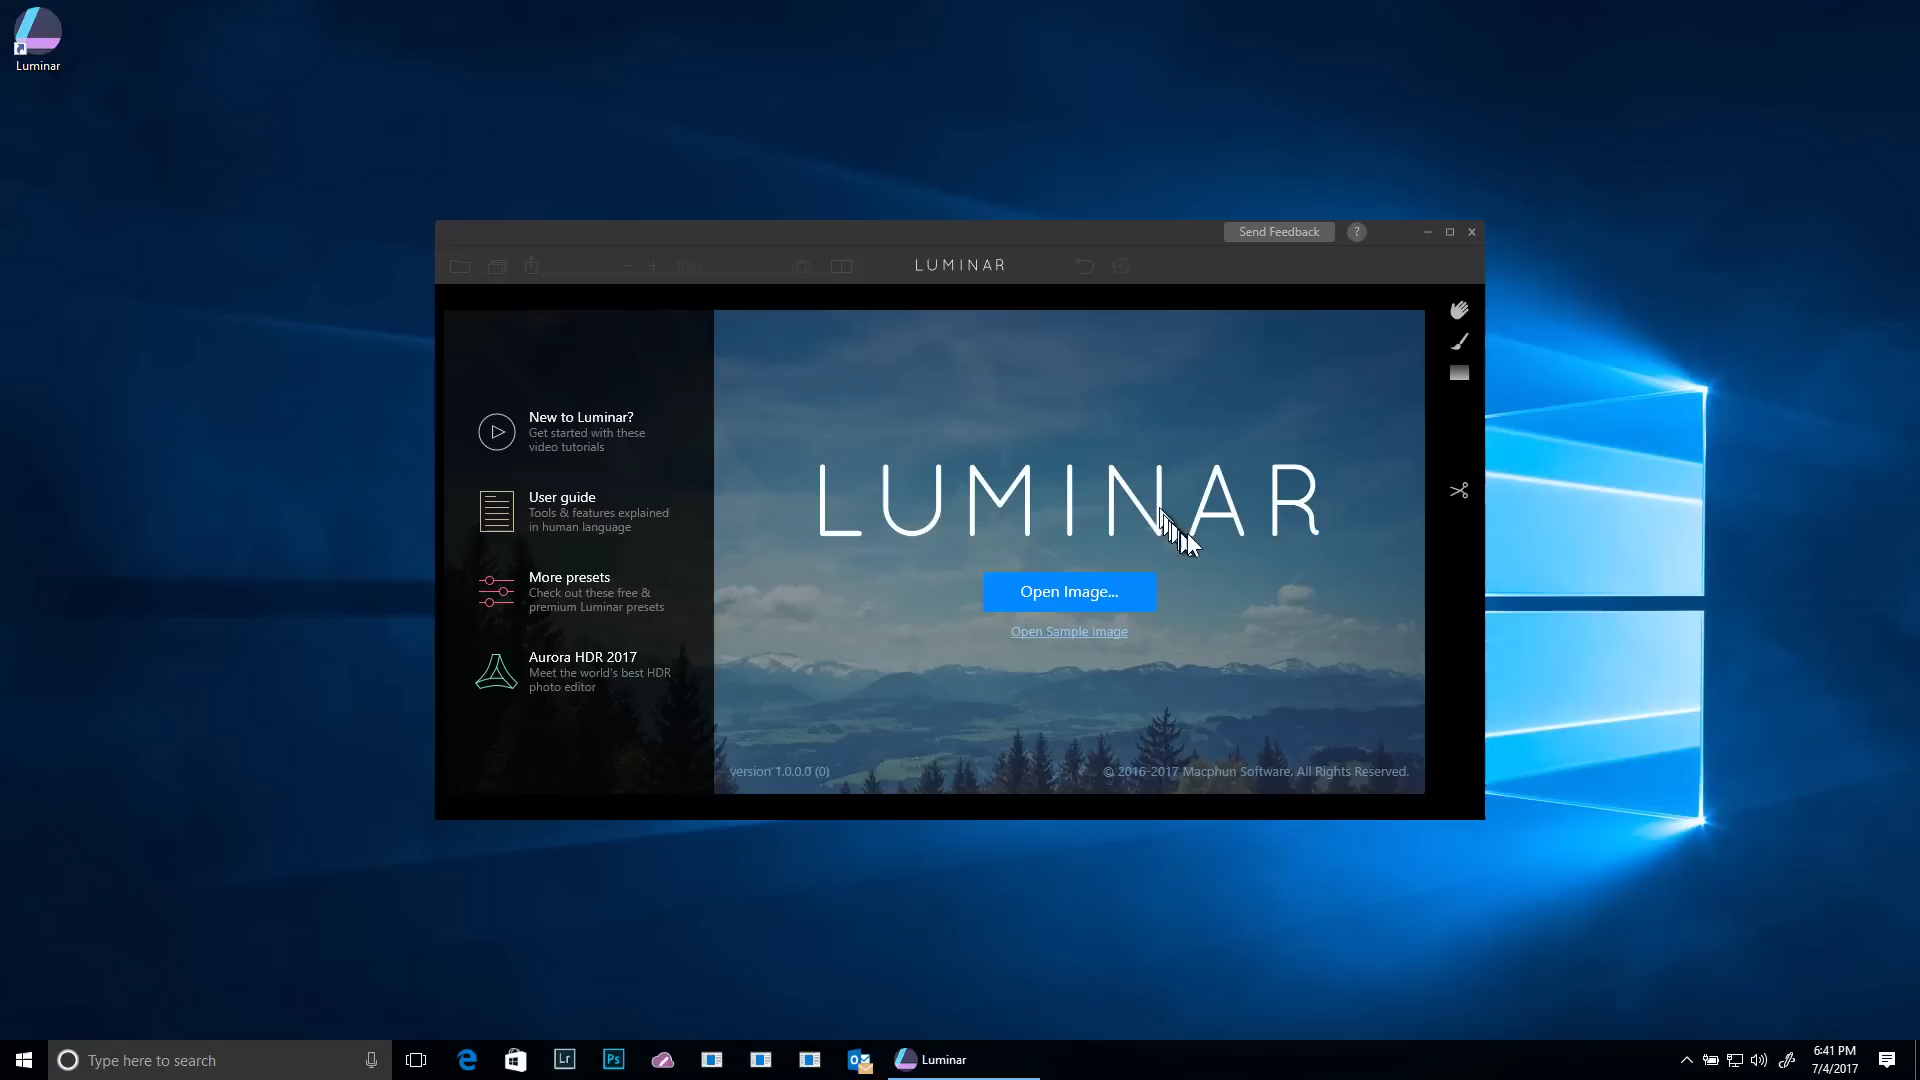 Luminar
Send Feedback
?
100%
LUMINAR
New to Luminar?
Get started with these
video tutorials
User guide
Tools & features explained
in human language
More presets
Check out these free &
premium Luminar presets
Aurora HDR 2017
Meet the world's best HDR
photo editor
LUMINAR
Open Image...
Open Sample Image
version 1.0.0.0 (0)
© 2016-2017 Macphun Software. All Rights Reserved.
Type here to search
Lr
Ps
Luminar
6:41 PM
7/4/2017